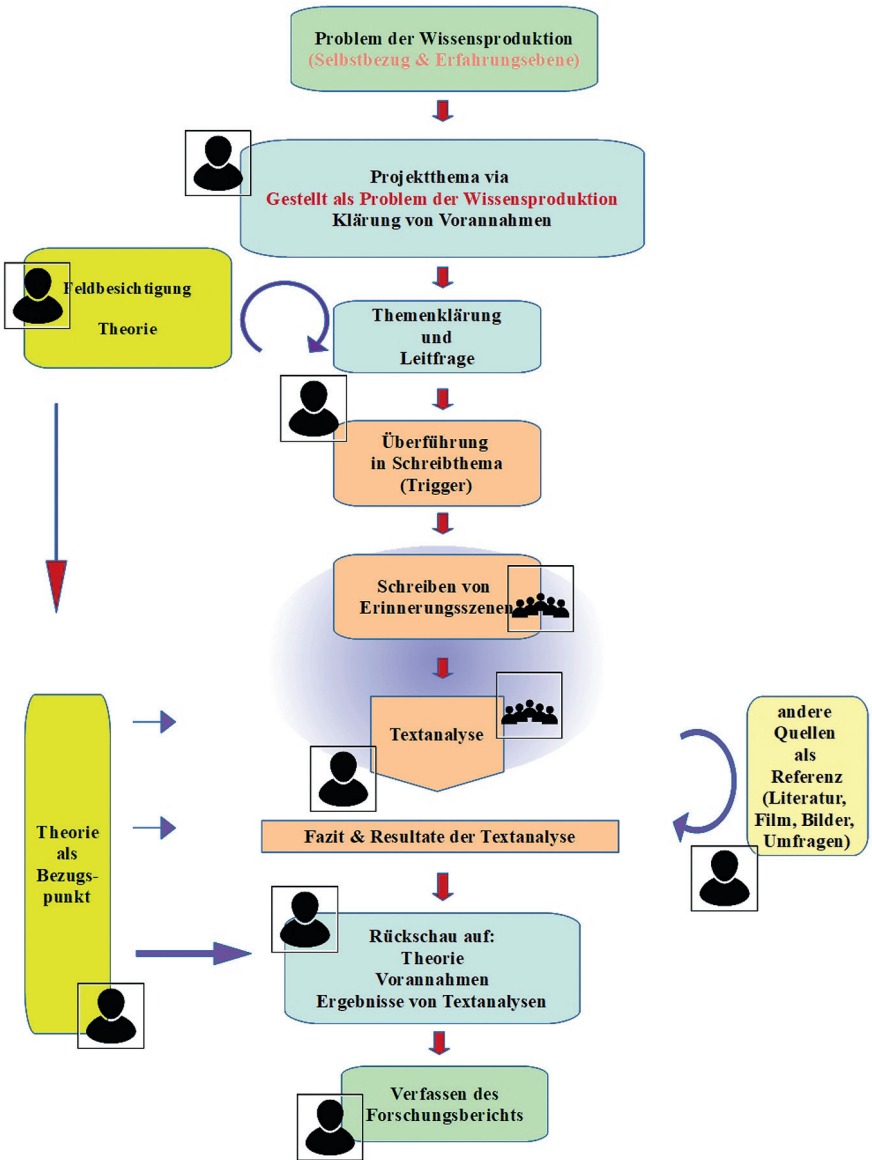 Problem der Wissensproduktion
(Selbstbezug & Erfahrungsebene)
Projektthema via
Gestellt als Problem der Wissensproduktion
Klärung von Vorannahmen
Feldbesichtigung
Theorie
Themenklärung
und
Leitfrage
Überführung
in Schreibthema
(Trigger)
Schreiben von
Erinnerungsszenen
Textanalyse
andere
Quellen
als
Referenz
(Literatur,
Film, Bilder,
Umfragen)
Theorie
als
Bezugs-
punkt
Fazit & Resultate der Textanalyse
Rückschau auf:
Theorie
Vorannahmen
Ergebnisse von Textanalysen
Verfassen des
Forschungsberichts